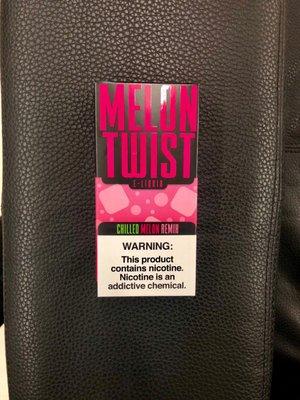 MELON
TWIST
E-LIQUID
CHILLED MELON REMIX
WARNING:
This product
contains nicotine.
Nicotine is an
addictive chemical.